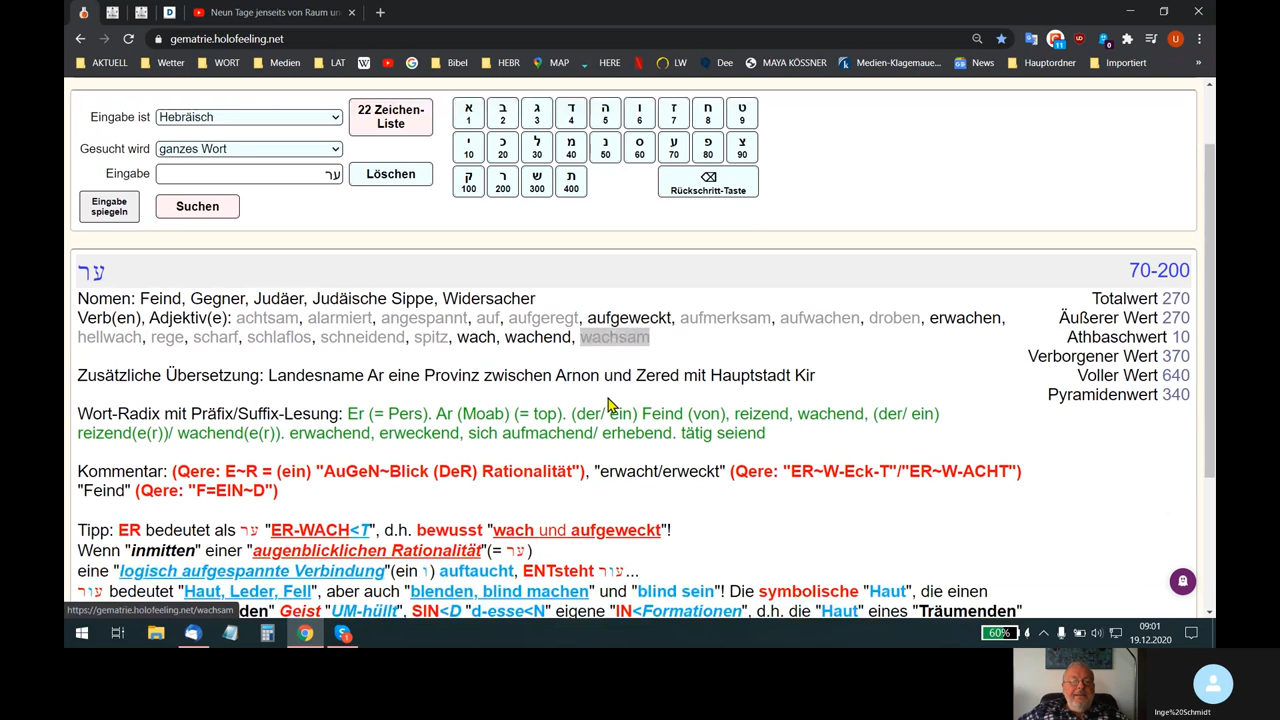 Neun Tage jenseits von Raum un
gematrie.holofeeling.net
AKTUELL Wetter WORT Medien LAT Bibel HEBR MAP HERE LW Dee MAYA KÖSSNER Medien-Klagemaue... News Hauptordner Importiert »
Eingabe ist Hebräisch 22 Zeichen-Liste
Gesucht wird ganzes Wort
Eingabe ער Löschen
Eingabe spiegeln Suchen
א ב ג ד ה ו ז ח ט
1 2 3 4 5 6 7 8 9
י כ ל מ נ ס ע פ צ
10 20 30 40 50 60 70 80 90
ק ר ש ת
100 200 300 400 Rückschritt-Taste
ער 70-200
Nomen: Feind, Gegner, Judäer, Judäische Sippe, Widersacher Totalwert 270
Verb(en), Adjektiv(e): achtsam, alarmiert, angespannt, auf, aufgeregt, aufgeweckt, aufmerksam, aufwachen, droben, erwachen, Äußerer Wert 270
hellwach, rege, scharf, schlaflos, schneidend, spitz, wach, wachend, wachsam Athbaschwert 10
Verborgener Wert 370
Zusätzliche Übersetzung: Landesname Ar eine Provinz zwischen Arnon und Zered mit Hauptstadt Kir Voller Wert 640
Pyramidenwert 340
Wort-Radix mit Präfix/Suffix-Lesung: Er (= Pers). Ar (Moab) (= top). (der/ ein) Feind (von), reizend, wachend, (der/ ein)
reizend(e(r))/ wachend(e(r)). erwachend, erweckend, sich aufmachend/ erhebend. tätig seiend
Kommentar: (Qere: E~R = (ein) "AuGeN~Blick (DeR) Rationalität"), "erwacht/erweckt" (Qere: "ER~W-Eck-T"/"ER~W-ACHT")
"Feind" (Qere: "F=EIN~D")
Tipp: ER bedeutet als ער "ER-WACH<T", d.h. bewusst "wach und aufgeweckt"!
Wenn "inmitten" einer "augenblicklichen Rationalität"(= ער)
eine "logisch aufgespannte Verbindung"(ein ו) auftaucht, ENTsteht עור...
עור bedeutet "Haut, Leder, Fell", aber auch "blenden, blind machen" und "blind sein"! Die symbolische "Haut", die einen
den" Geist "UM-hüllt", SIN<D "d-esse<N" eigene "IN<Formationen", d.h. die "Haut" eines "Träumenden"
https://gematrie.holofeeling.net/wachsam
60% 09:01
19.12.2020
Inge%20Schmidt